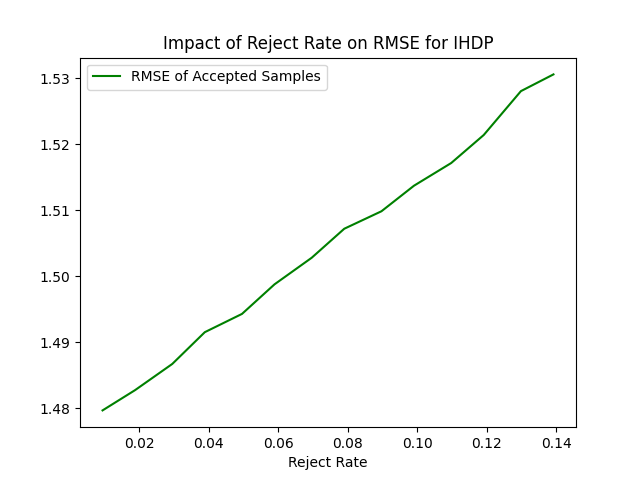 Impact of Reject Rate on RMSE for IHDP
RMSE of Accepted Samples
1.53
1.52
1.51
1.50
1.49
1.48
0.02 0.04 0.06 0.08 0.10 0.12 0.14
Reject Rate